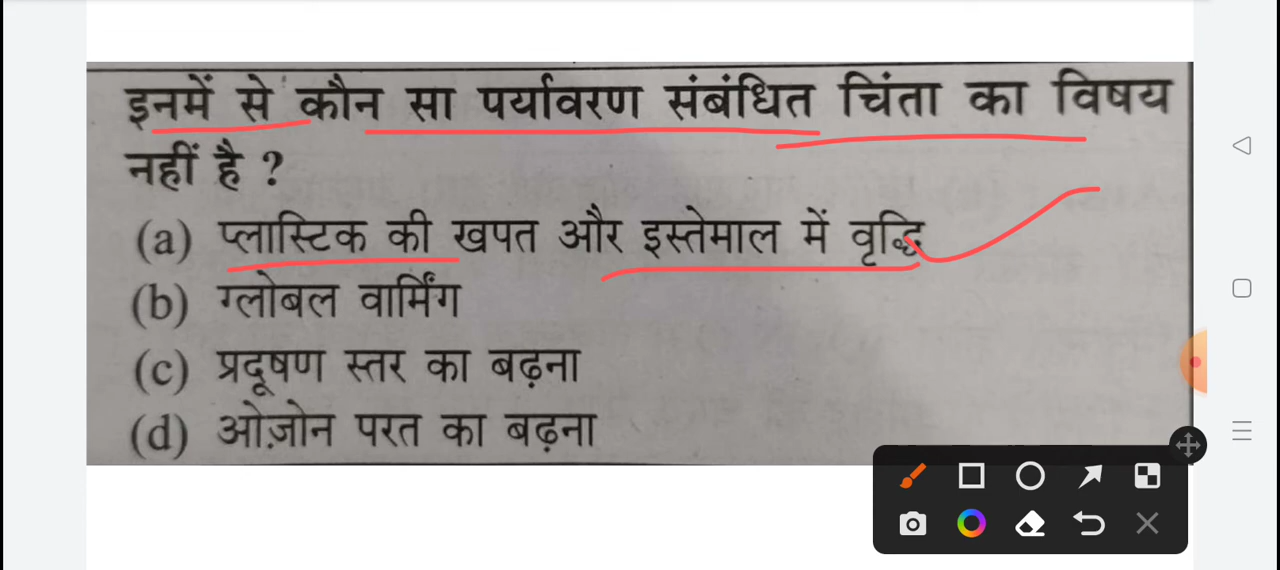 इनमें से कौन सा पर्यावरण संबंधित चिंता का विषय
नहीं है ?
(a) प्लास्टिक की खपत और इस्तेमाल में वृद्धि
(b) ग्लोबल वार्मिंग
(c) प्रदूषण स्तर का बढ़ना
(d) ओज़ोन परत का बढ़ना